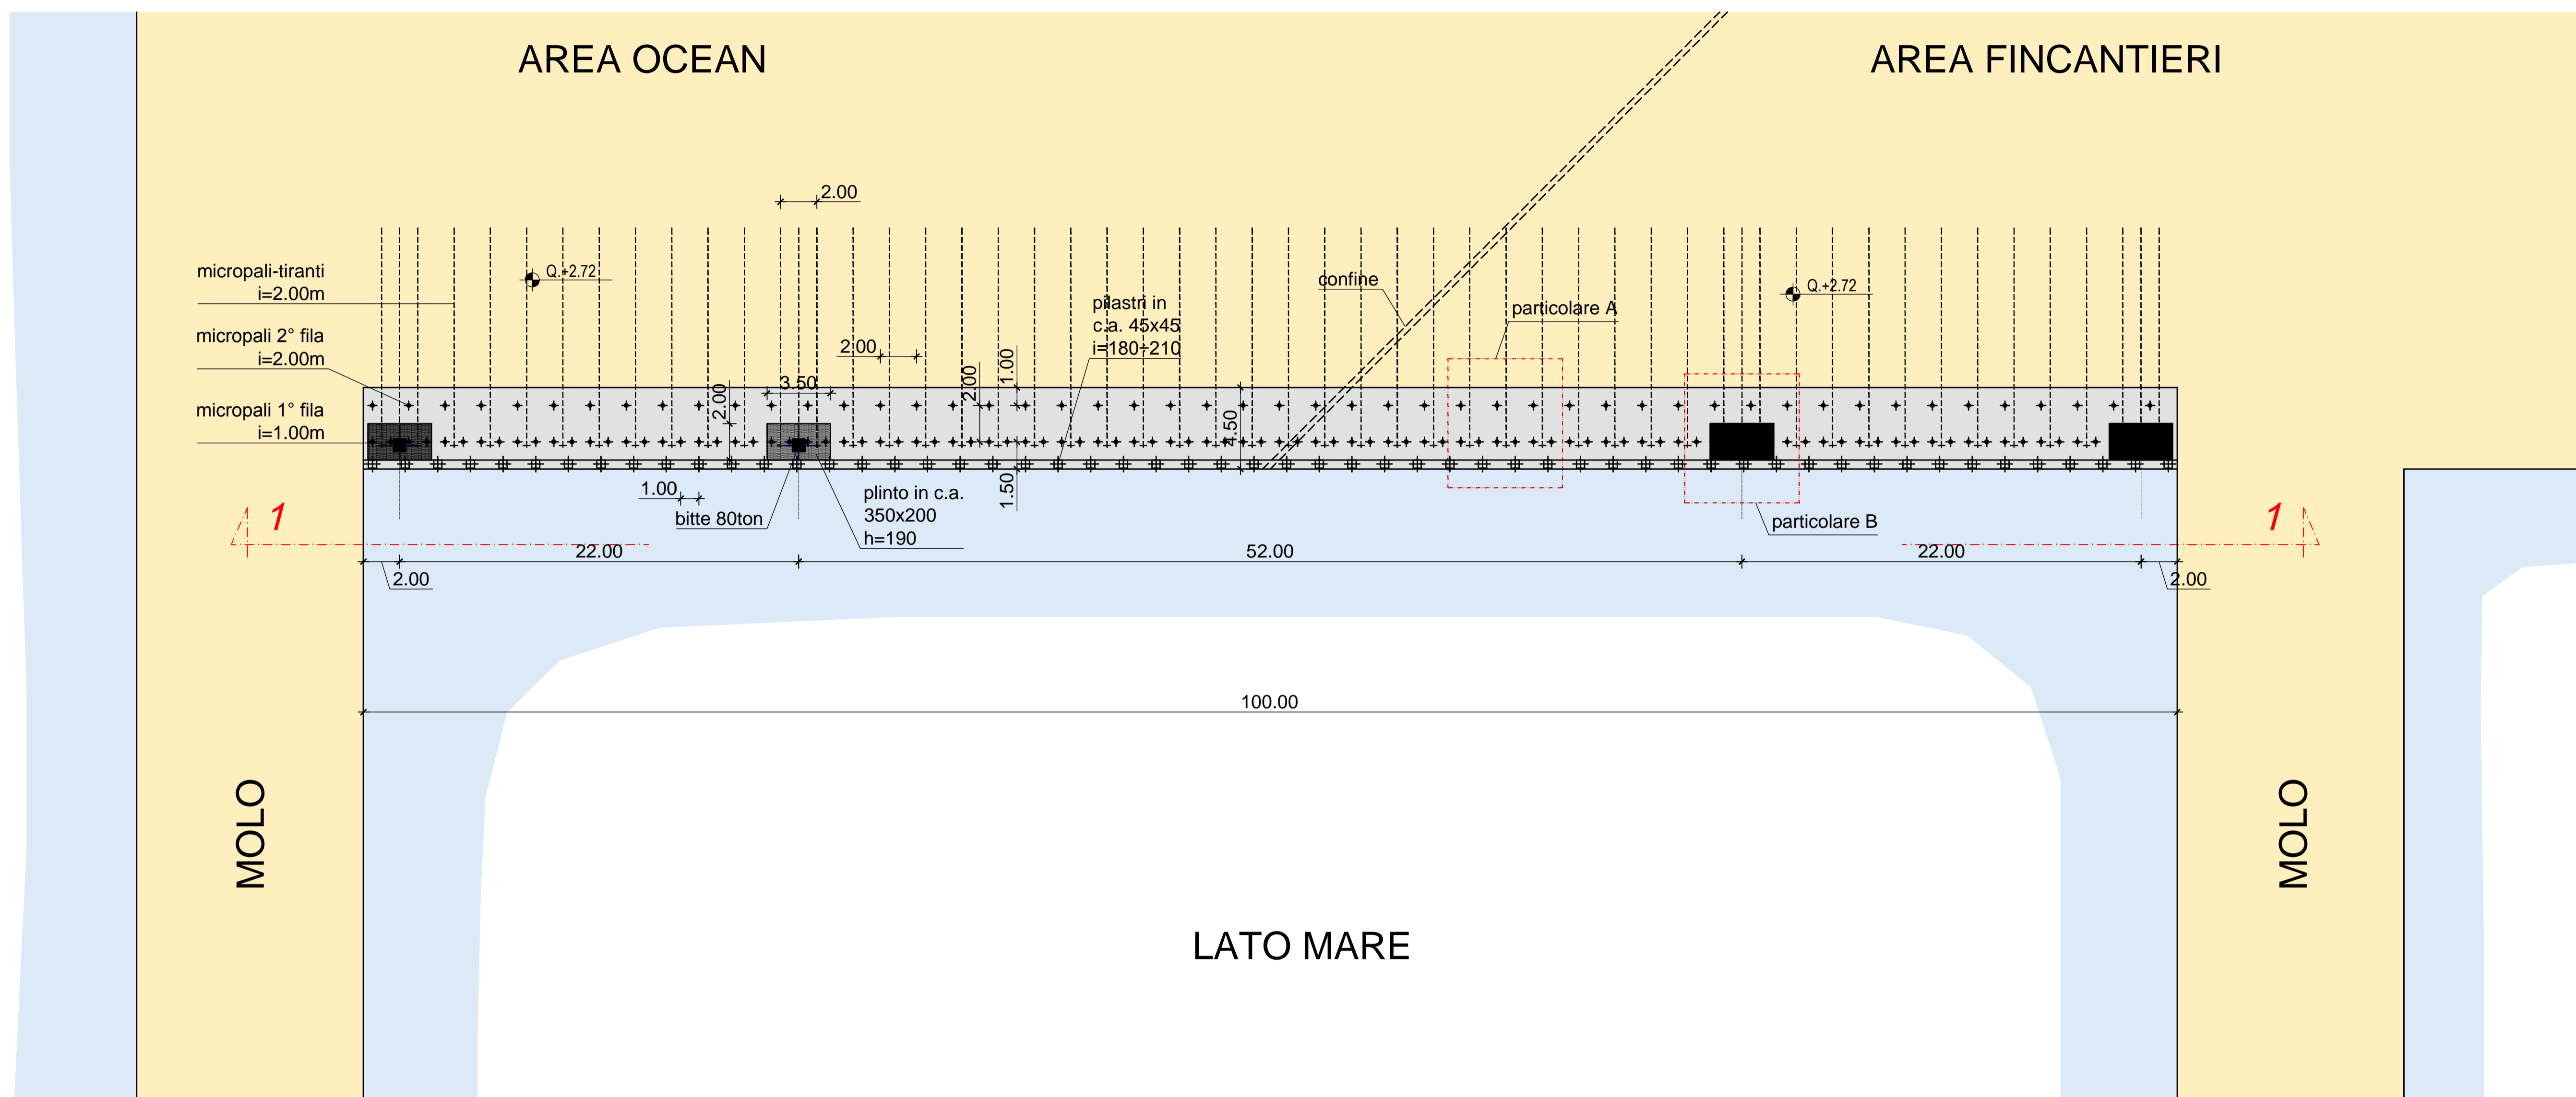 AREA OCEAN
AREA FINCANTIERI
2.00
micropali-tiranti
i=2.00m
Q.+2.72
Q.+2.72
confine
pilastri in
c.a. 45x45
i=180÷210
particolare A
micropali 2° fila
i=2.00m
2.00
1.00
2.00
3.50
2.00
4.50
micropali 1° fila
i=1.00m
1.00
1.50
bitte 80ton
plinto in c.a.
350x200
h=190
particolare B
1
1
22.00
52.00
22.00
2.00
2.00
100.00
MOLO
MOLO
LATO MARE